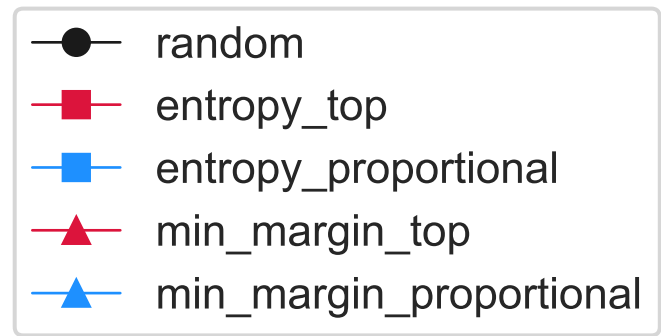 random
entropy_top
entropy_proportional
min_margin_top
min_margin_proportional